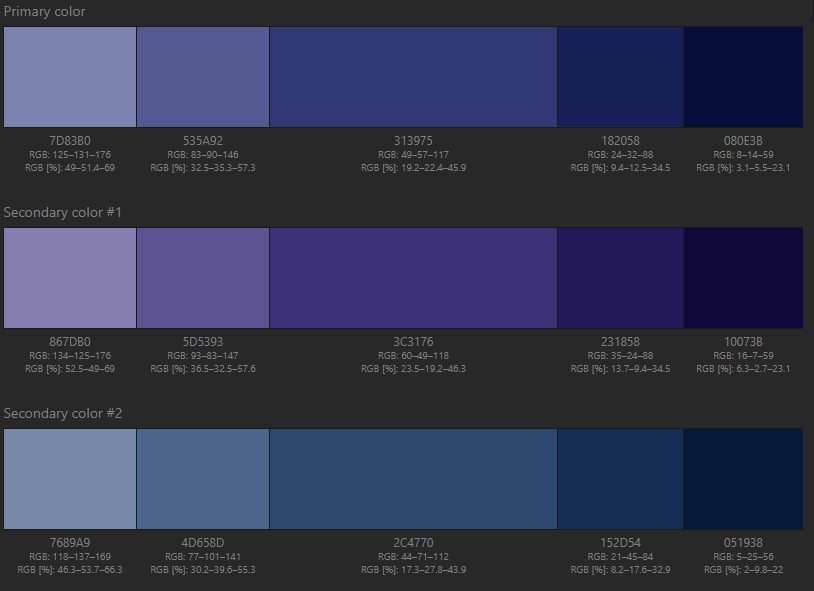 Primary color
7D83B0 535A92 313975 182058 080E3B
RGB: 125–131–176 RGB: 83–90–146 RGB: 49–57–117 RGB: 24–32–88 RGB: 8–14–59
RGB [%]: 49–51.4–69 RGB [%]: 32.5–35.3–57.3 RGB [%]: 19.2–22.4–45.9 RGB [%]: 9.4–12.5–34.5 RGB [%]: 3.1–5.5–23.1
Secondary color #1
867DB0 5D5393 3C3176 231858 10073B
RGB: 134–125–176 RGB: 93–83–147 RGB: 60–49–118 RGB: 35–24–88 RGB: 16–7–59
RGB [%]: 52.5–49–69 RGB [%]: 36.5–32.5–57.6 RGB [%]: 23.5–19.2–46.3 RGB [%]: 13.7–9.4–34.5 RGB [%]: 6.3–2.7–23.1
Secondary color #2
7689A9 4D658D 2C4770 152D54 051938
RGB: 118–137–169 RGB: 77–101–141 RGB: 44–71–112 RGB: 21–45–84 RGB: 5–25–56
RGB [%]: 46.3–53.7–66.3 RGB [%]: 30.2–39.6–55.3 RGB [%]: 17.3–27.8–43.9 RGB [%]: 8.2–17.6–32.9 RGB [%]: 2–9.8–22